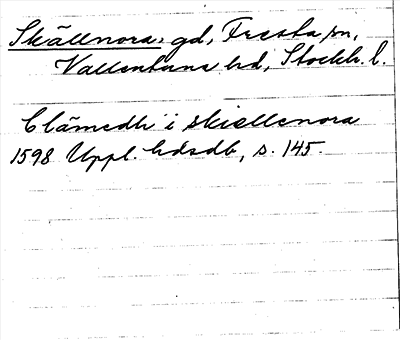 Skällnora, gd, Fresta sn,
Vallentuna hd, Stockh. l.
Clämedh i skiellenora
1598 Uppl. hdsdb, s. 145.